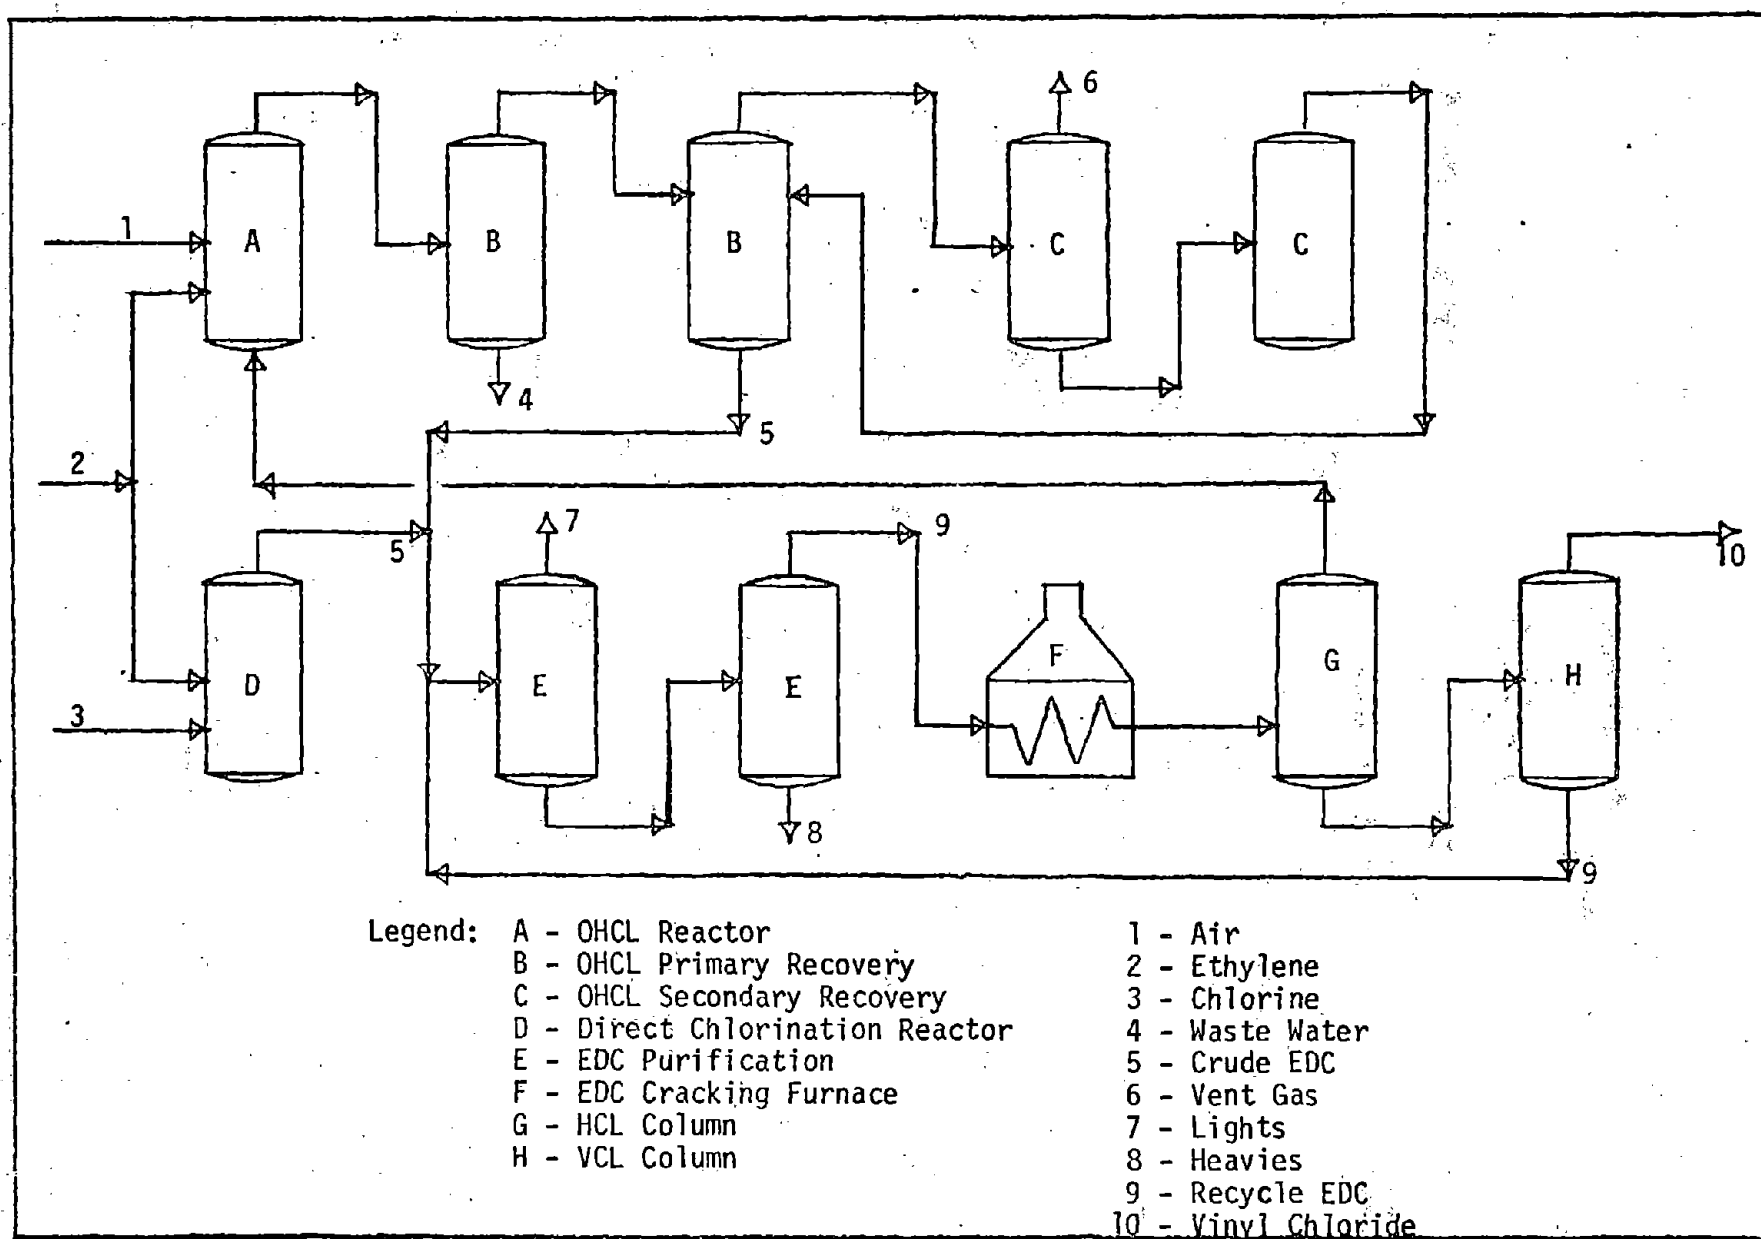 6
1
A
B
B
C
C
4
5
2
7
9
5
10
F
G
D
E
E
H
3
8
9
Legend:
A - OHCL Reactor
B - OHCL Primary Recovery
C - OHCL Secondary Recovery
D - Direct Chlorination Reactor
E - EDC Purification
F - EDC Cracking Furnace
G - HCL Column
H - VCL Column
1 - Air
2 - Ethylene
3 - Chlorine
4 - Waste Water
5 - Crude EDC
6 - Vent Gas
7 - Lights
8 - Heavies
9 - Recycle EDC
10 - Vinyl Chloride